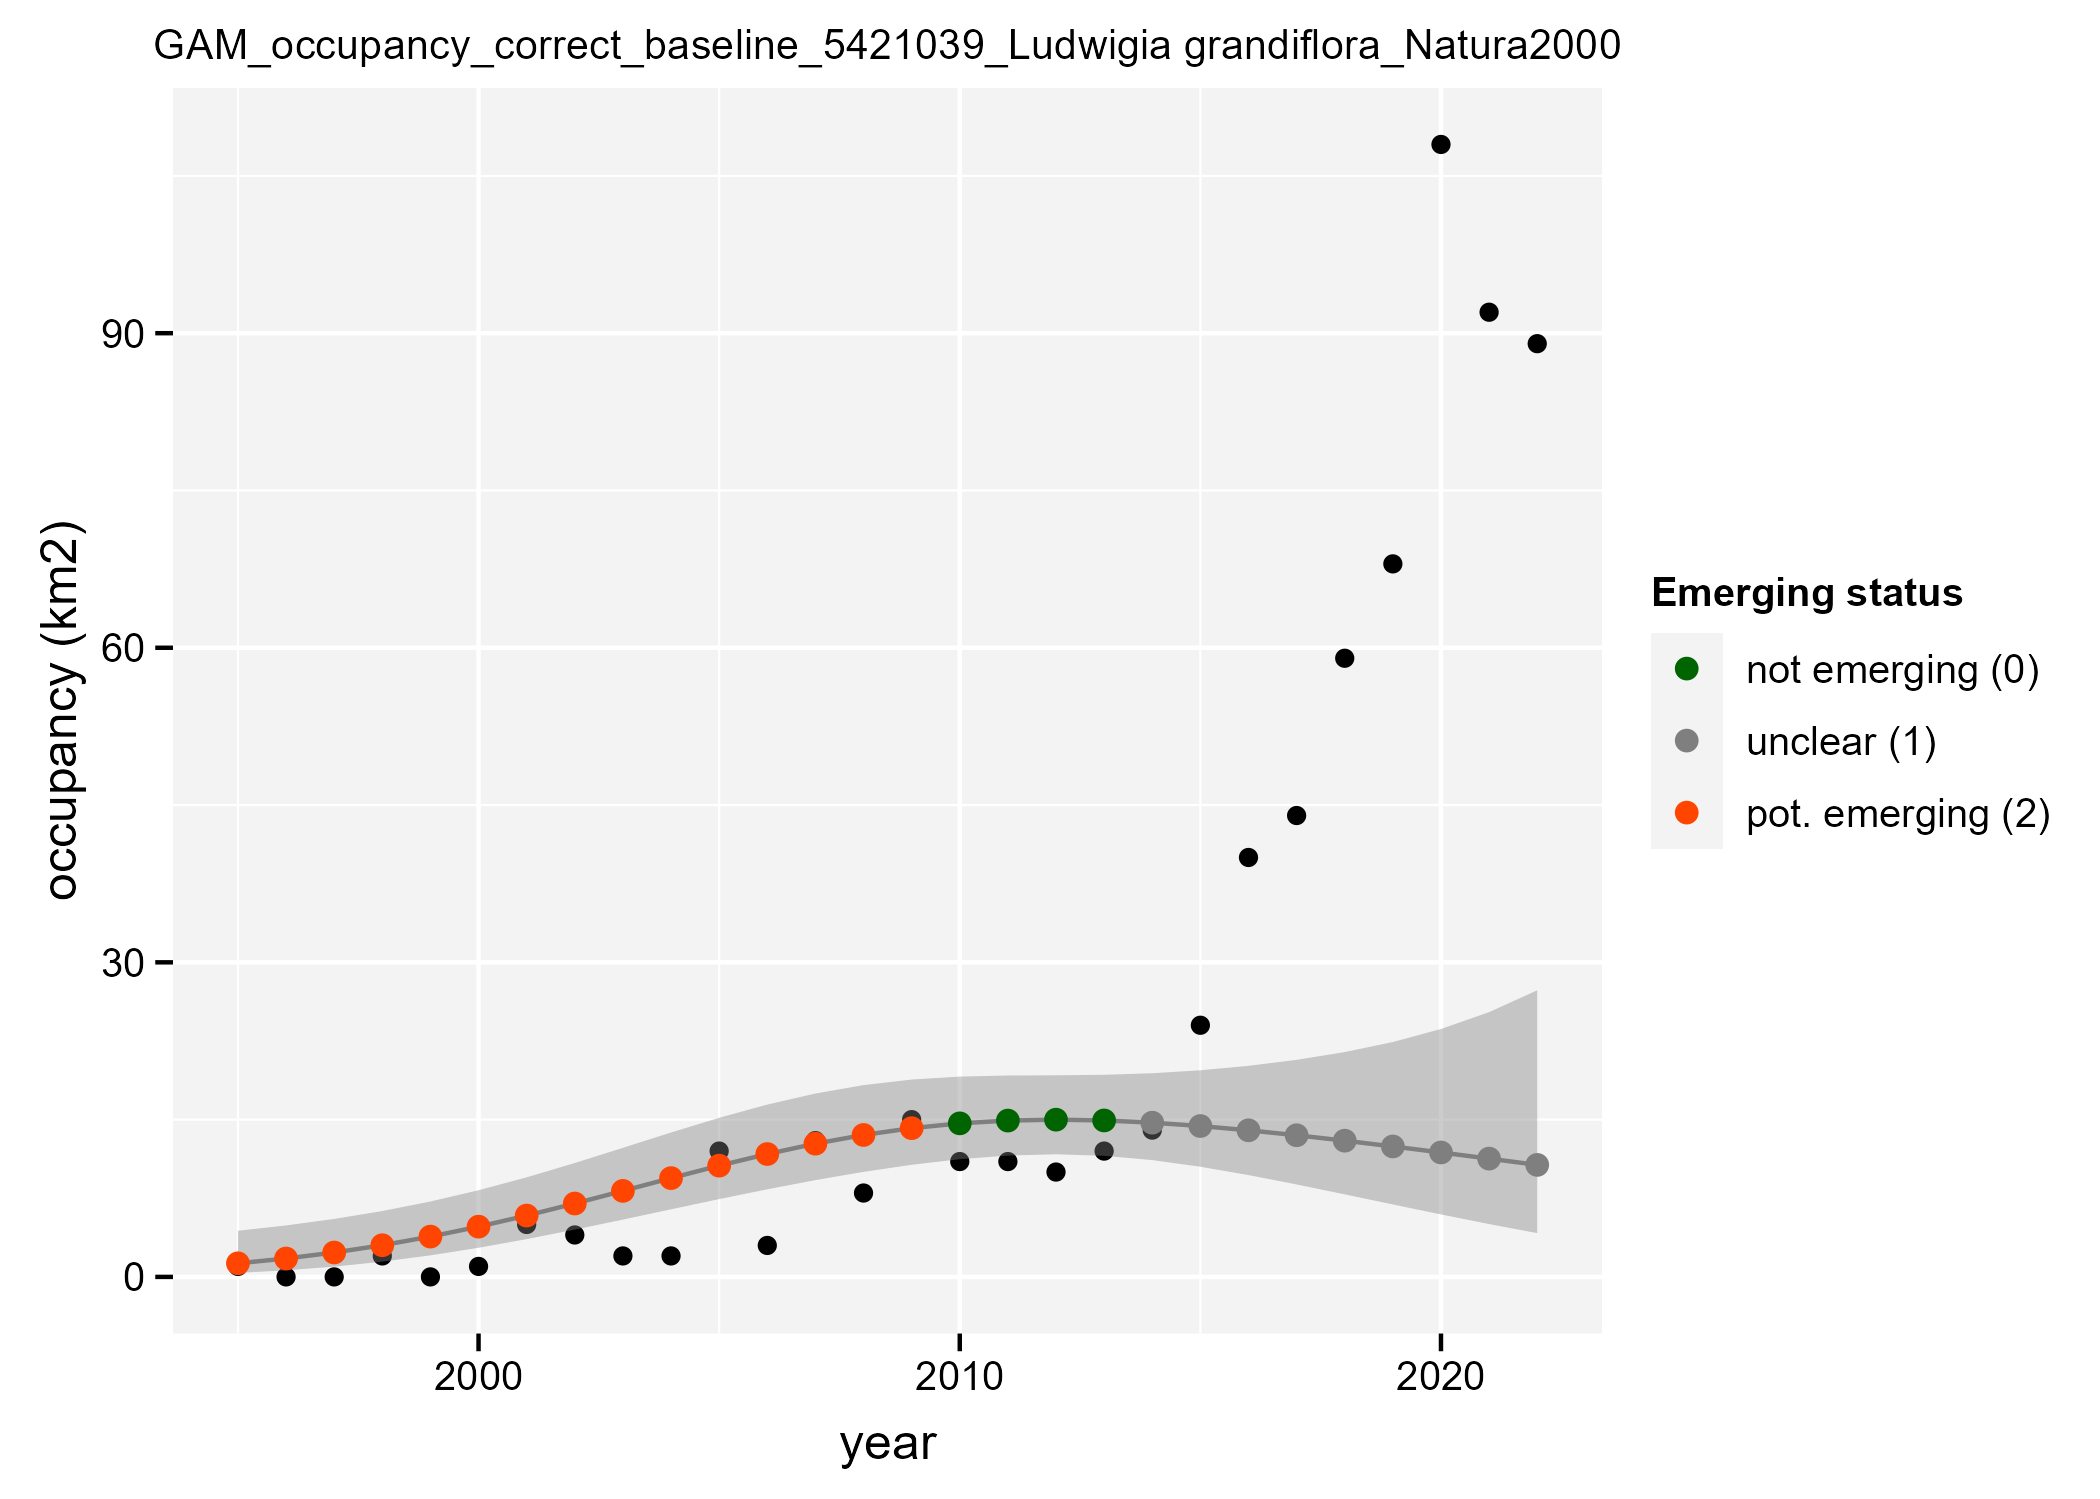 GAM_occupancy_correct_baseline_5421039_Ludwigia grandiflora_Natura2000
occupancy (km2)
90
60
30
0
2000
2010
2020
year
Emerging status
not emerging (0)
unclear (1)
pot. emerging (2)